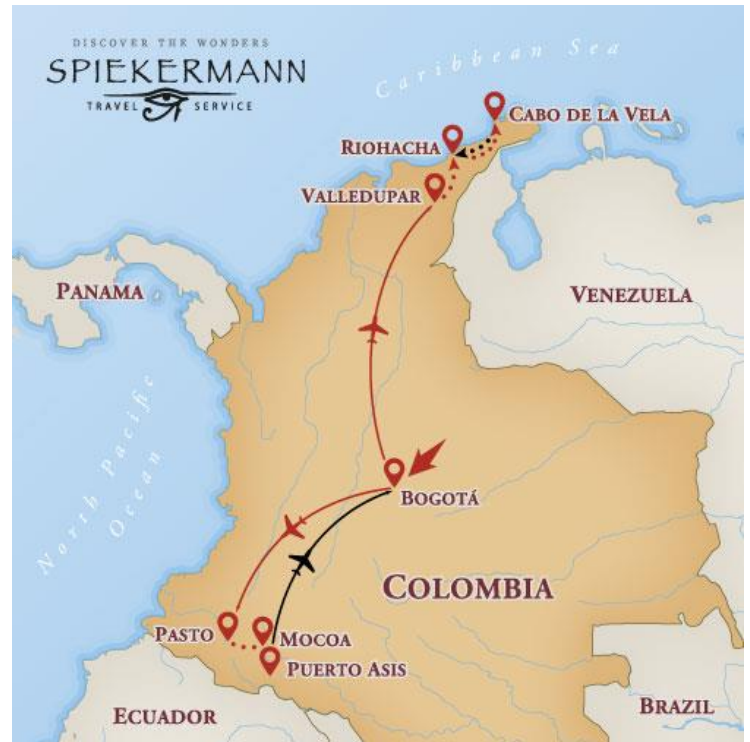 DISCOVER THE WONDERS
SPIEKERMANN
TRAVEL SERVICE
Caribbean Sea
CABO DE LA VELA
RIOHACHA
VALLEDUPAR
PANAMA
VENEZUELA
North Pacific
Ocean
BOGOTÁ
COLOMBIA
PASTO
MOCOA
PUERTO ASIS
ECUADOR
BRAZIL